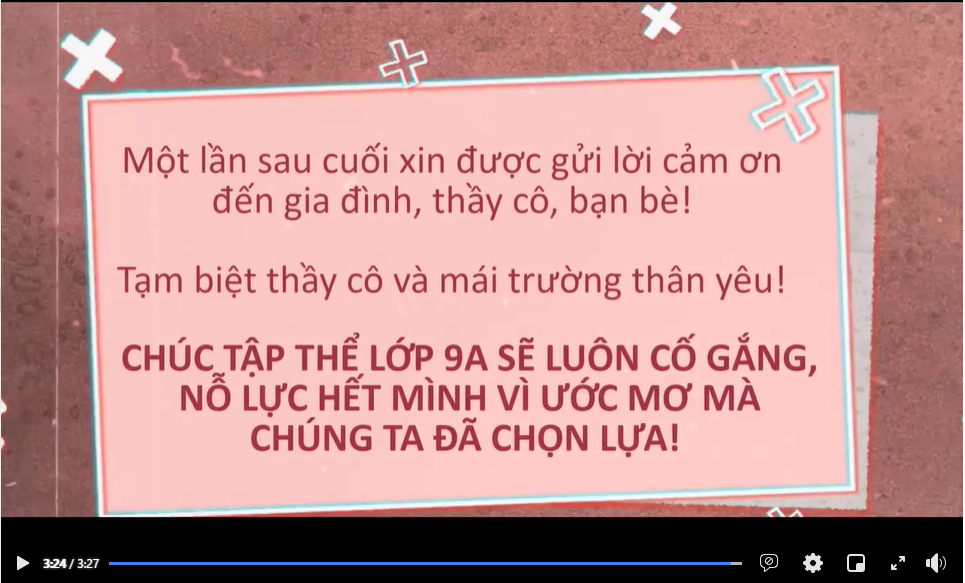 Một lần sau cuối xin được gửi lời cảm ơn
đến gia đình, thầy cô, bạn bè!
Tạm biệt thầy cô và mái trường thân yêu!
CHÚC TẬP THỂ LỚP 9A SẼ LUÔN CỐ GẮNG,
NỖ LỰC HẾT MÌNH VÌ ƯỚC MƠ MÀ
CHÚNG TA ĐÃ CHỌN LỰA!
3:24 / 3:27